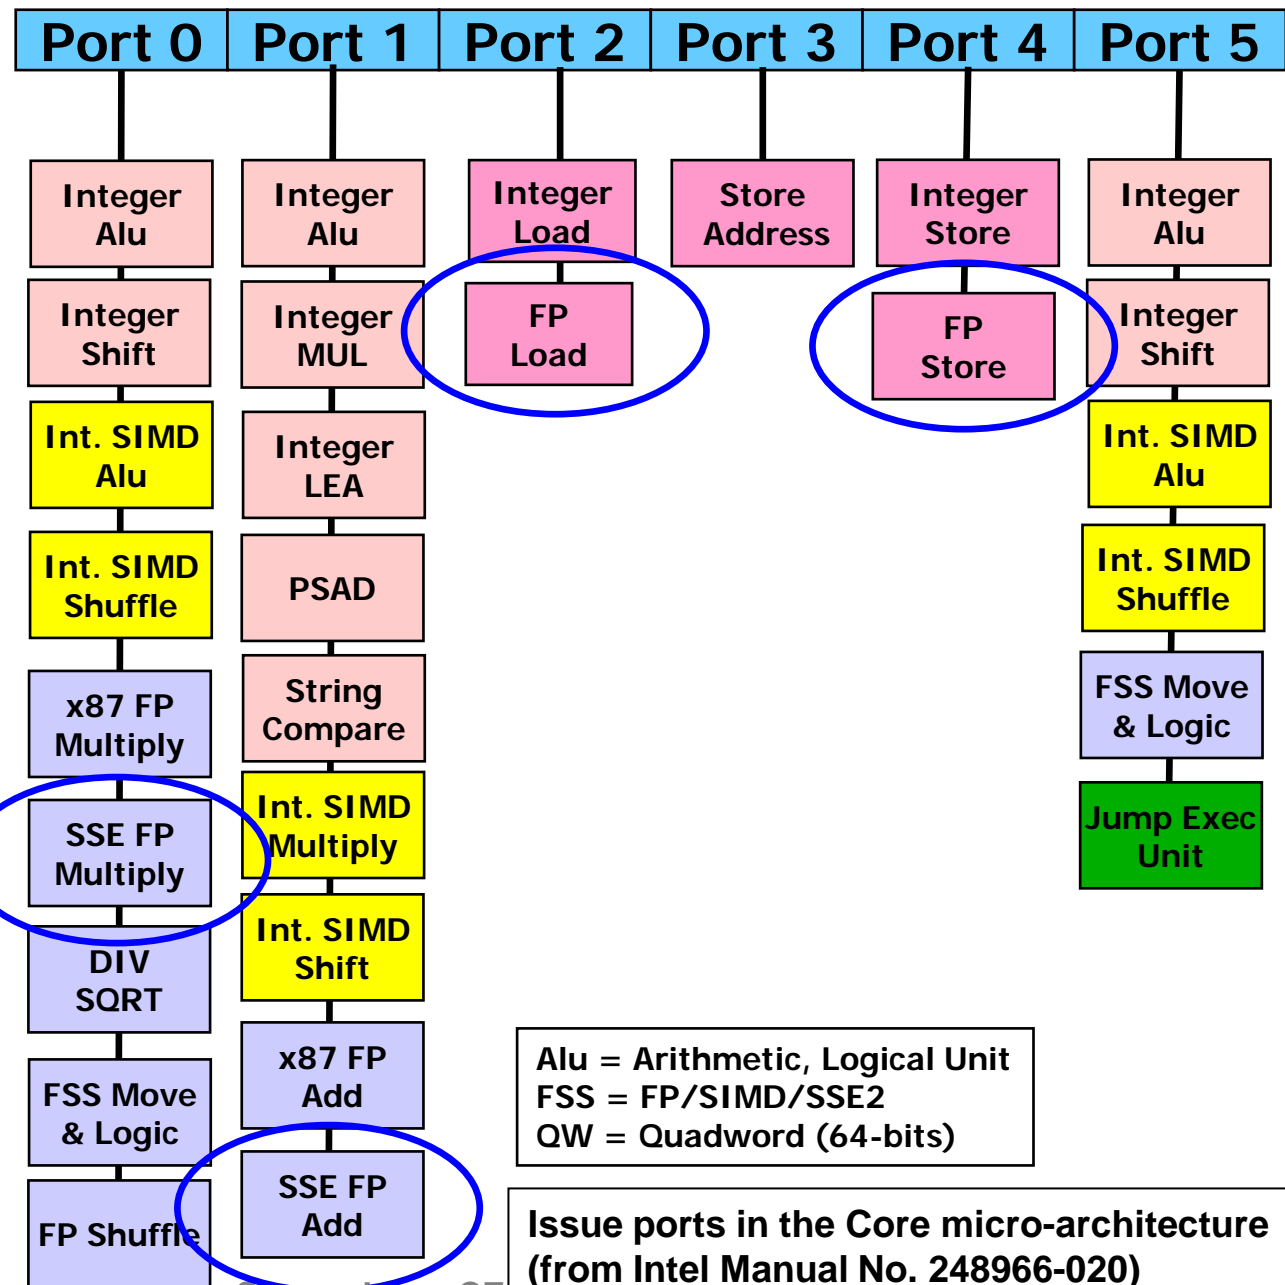 Port 0 Port 1 Port 2 Port 3 Port 4 Port 5
Integer
Alu
Integer
Shift
Int. SIMD
Alu
Int. SIMD
Shuffle
x87 FP
Multiply
SSE FP
Multiply
DIV
SQRT
FSS Move
& Logic
FP Shuffle
Integer
Alu
Integer
MUL
Integer
LEA
PSAD
String
Compare
Int. SIMD
Multiply
Int. SIMD
Shift
x87 FP
Add
SSE FP
Add
Integer
Load
FP
Load
Store
Address
Integer
Store
FP
Store
Integer
Alu
Integer
Shift
Int. SIMD
Alu
Int. SIMD
Shuffle
FSS Move
& Logic
Jump Exec
Unit
Alu = Arithmetic, Logical Unit
FSS = FP/SIMD/SSE2
QW = Quadword (64-bits)
Issue ports in the Core micro-architecture
(from Intel Manual No. 248966-020)